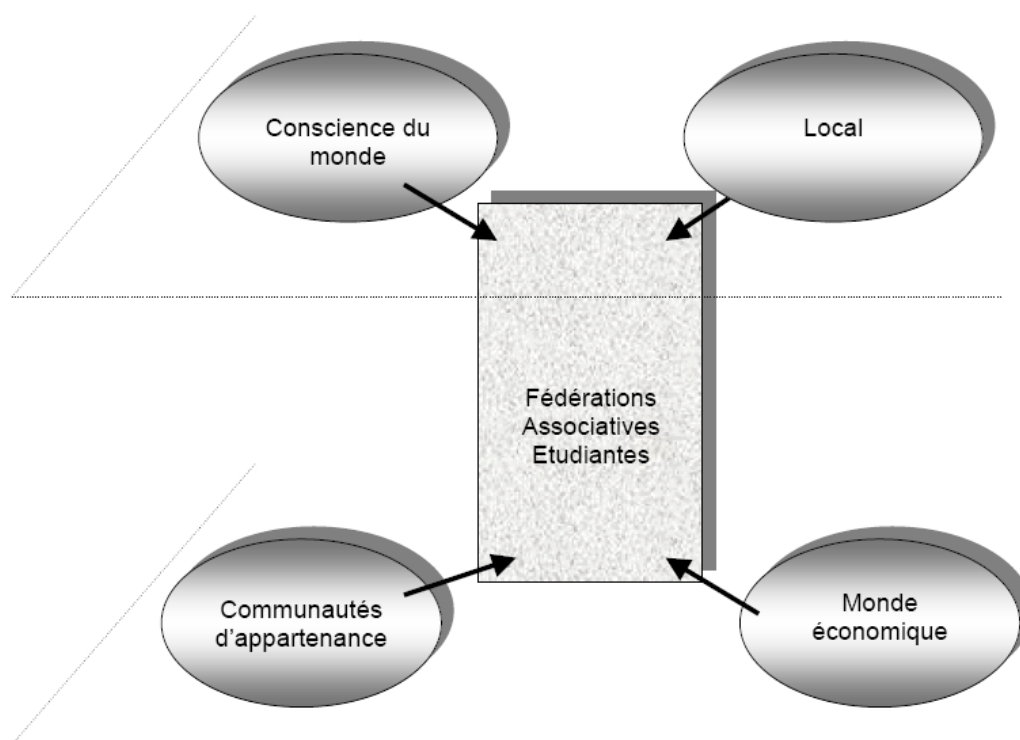 Conscience du
monde
Local
Fédérations
Associatives
Etudiantes
Communautés
d'appartenance
Monde
économique